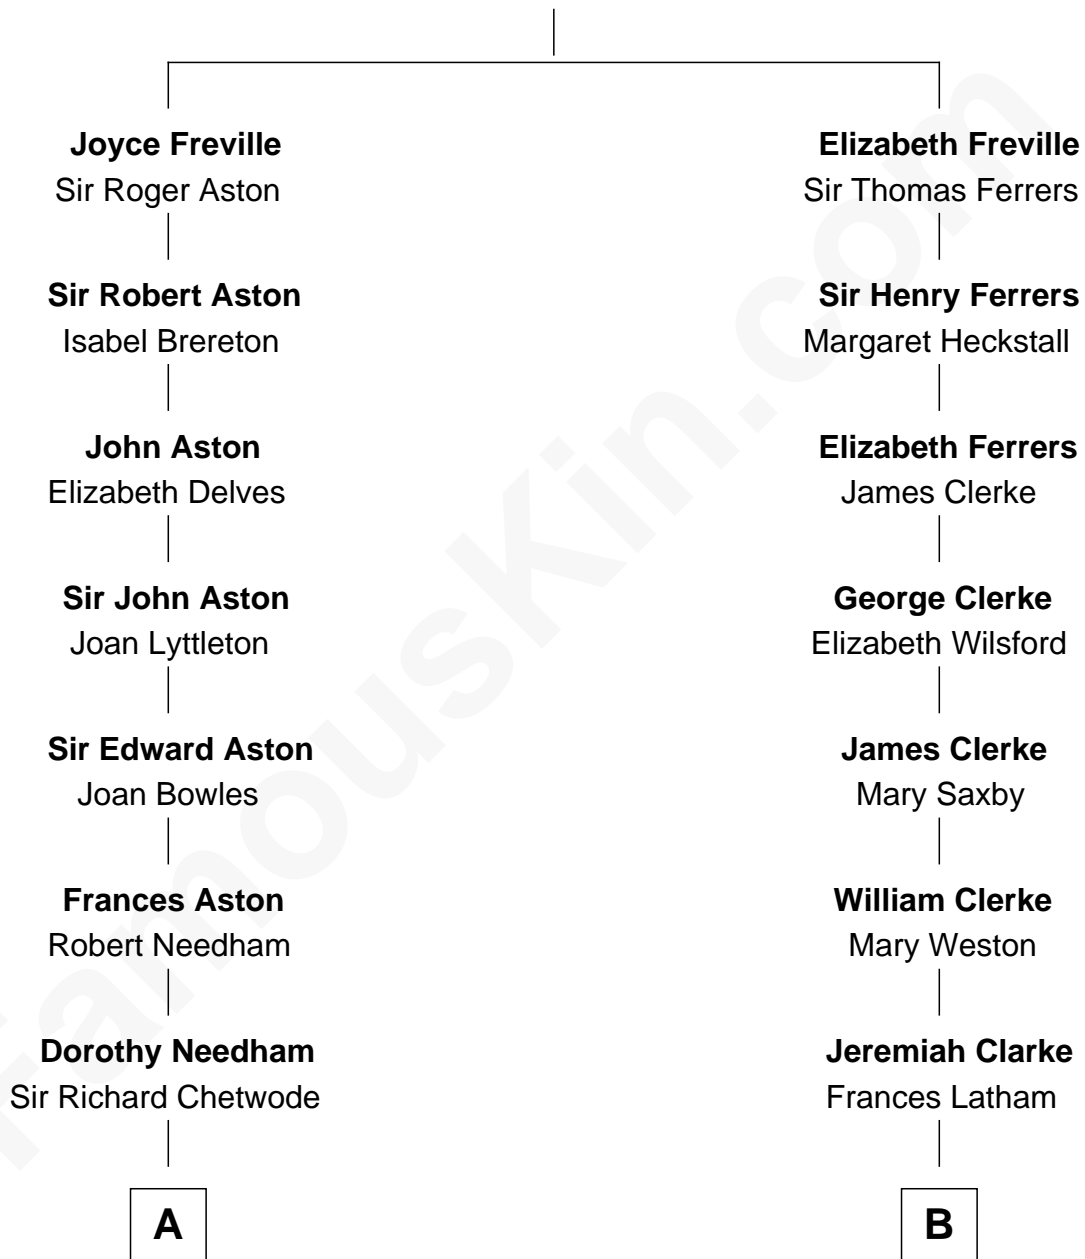 Joyce Freville
Sir Roger Aston
Sir Robert Aston
Isabel Brereton
John Aston
Elizabeth Delves
Sir John Aston
Joan Lyttleton
Sir Edward Aston
Joan Bowles
Frances Aston
Robert Needham
Dorothy Needham
Sir Richard Chetwode
A
Elizabeth Freville
Sir Thomas Ferrers
Sir Henry Ferrers
Margaret Heckstall
Elizabeth Ferrers
James Clerke
George Clerke
Elizabeth Wilsford
James Clerke
Mary Saxby
William Clerke
Mary Weston
Jeremiah Clarke
Frances Latham
B
FamousKin.com